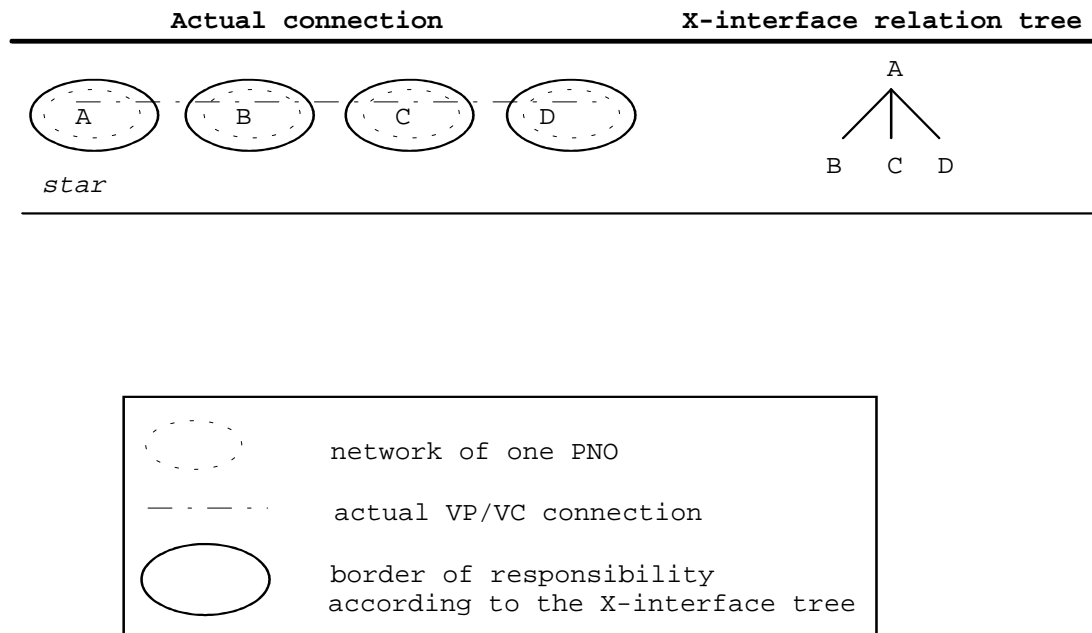 Actual connection X-interface relation tree
A
A B C D
B C D
star
network of one PNO
actual VP/VC connection
border of responsibility
according to the X-interface tree